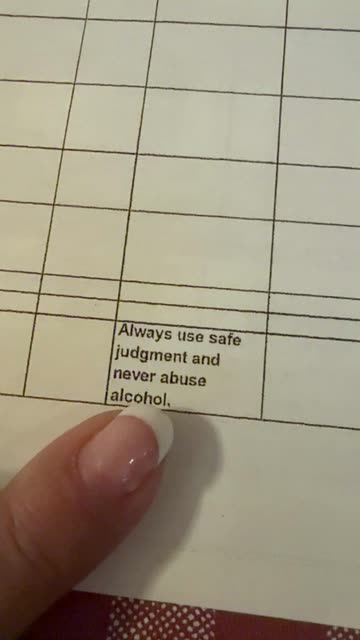 Always use safe
judgment and
never abuse
alcohol.